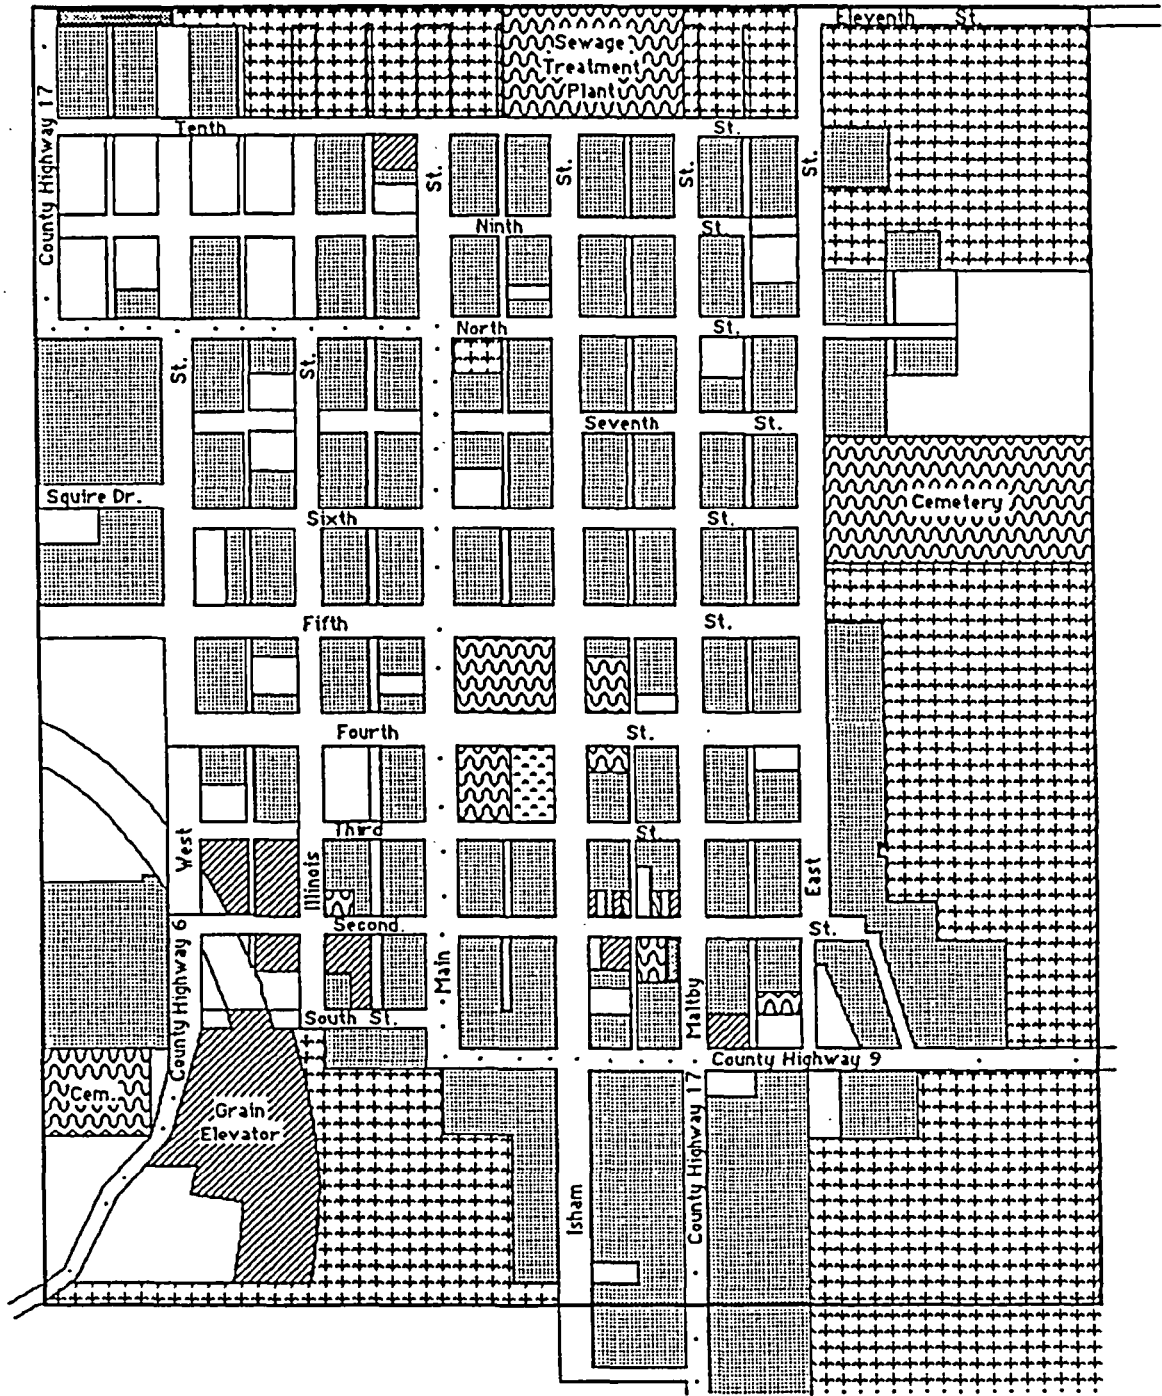 Eleventh St.
Sewage
Treatment
Plant
County Highway 17
Tenth St.
St.
St.
St.
St.
Ninth St.
North St.
St.
St.
Seventh St.
Squire Dr.
Cemetery
Sixth St.
Fifth St.
Fourth St.
Third St.
West
Illinois
East
Second St.
Main
Maltby
County Highway 6
South St.
County Highway 9
Cem.
Grain
Elevator
County Highway 17
Isham